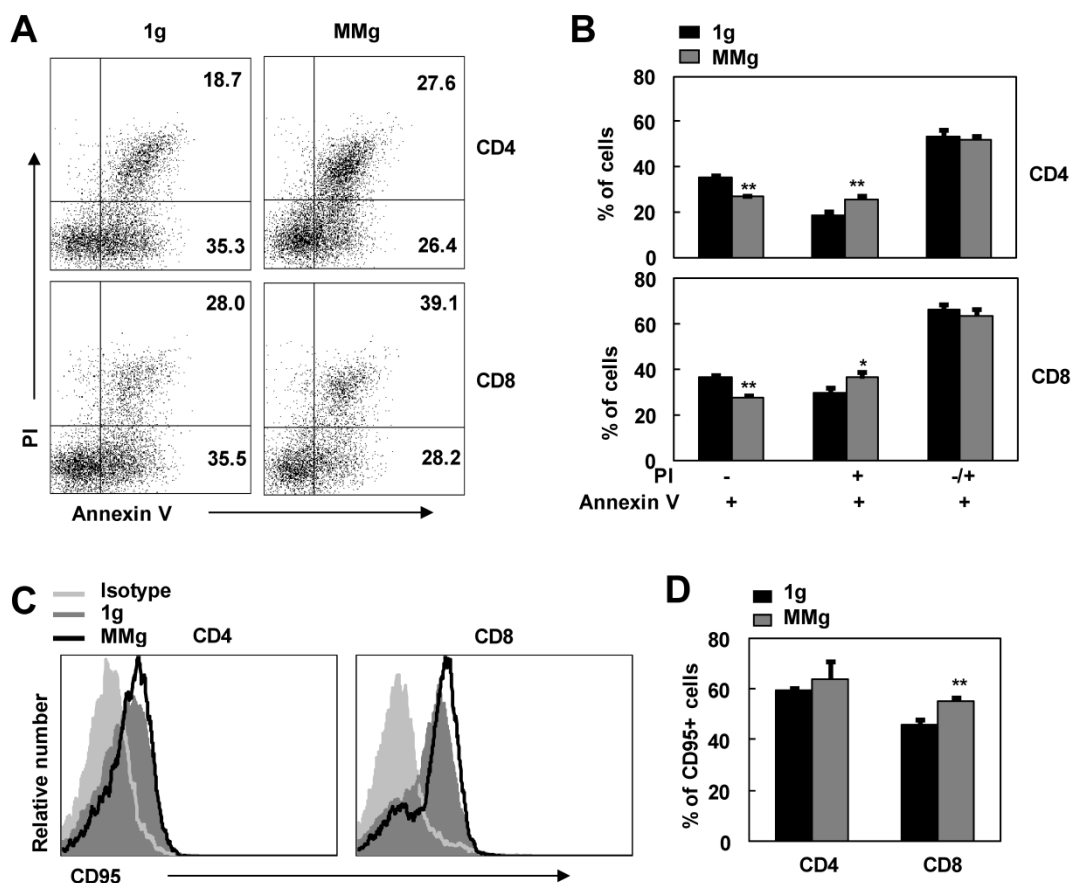 A
1g
MMg
18.7
27.6
CD4
35.3
26.4
28.0
39.1
CD8
35.5
28.2
PI
Annexin V
B
1g
MMg
80
60
40
20
0
% of cells
** **
CD4
80
60
40
20
0
% of cells
** *
CD8
PI - + -/+
Annexin V + + +
C
Isotype
1g
MMg
CD4
CD8
Relative number
CD95
D
1g
MMg
80
60
40
20
0
% of CD95+ cells
**
CD4 CD8